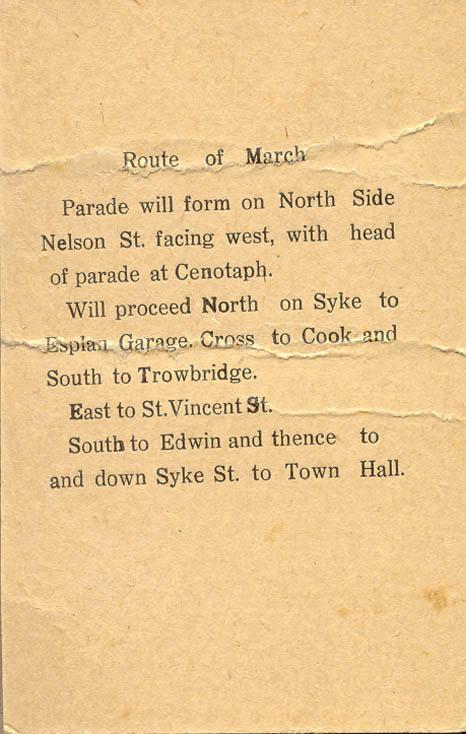 Route of March
Parade will form on North Side
Nelson St. facing west, with head
of parade at Cenotaph.
Will proceed North on Syke to
Esplan Garage. Cross to Cook and
South to Trowbridge.
East to St.Vincent St.
South to Edwin and thence to
and down Syke St. to Town Hall.